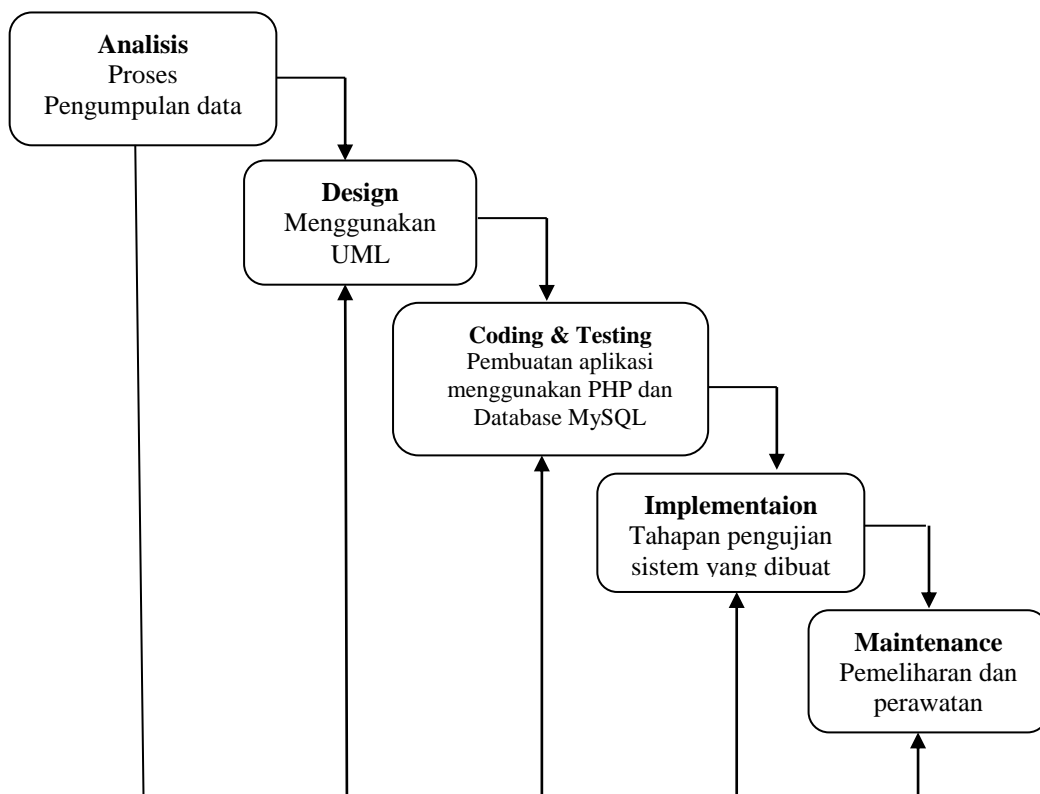 Analisis
Proses
Pengumpulan data
Design
Menggunakan
UML
Coding & Testing
Pembuatan aplikasi
menggunakan PHP dan
Database MySQL
Implementaion
Tahapan pengujian
sistem yang dibuat
Maintenance
Pemeliharan dan
perawatan